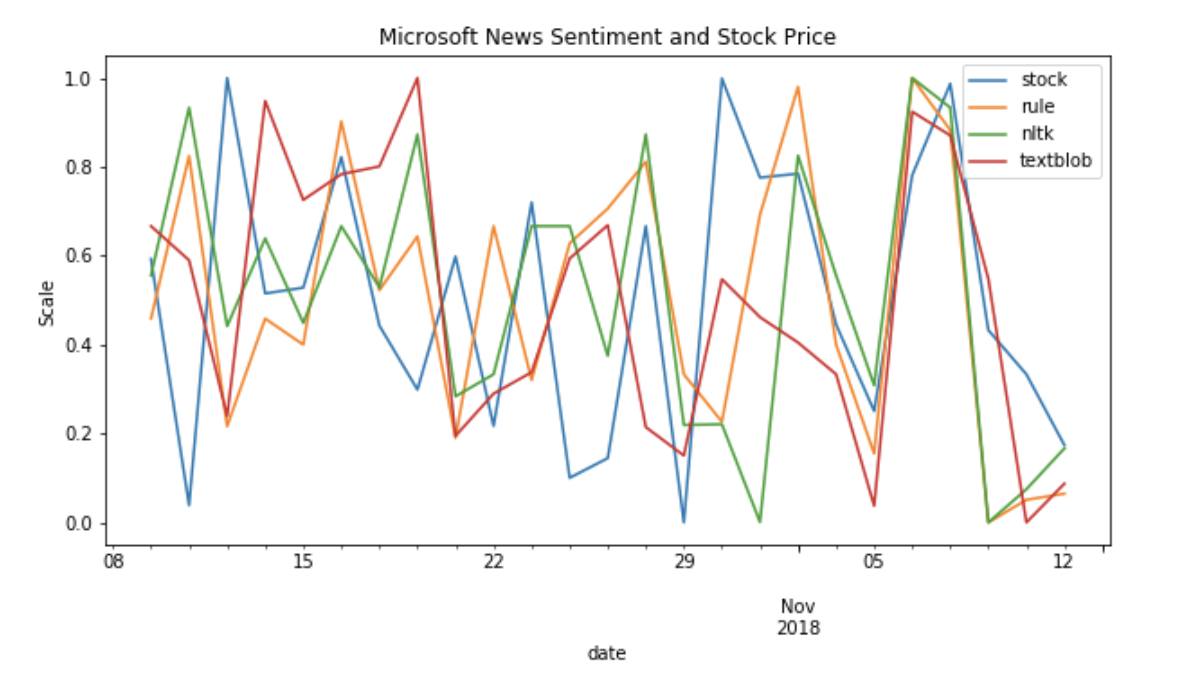 Microsoft News Sentiment and Stock Price
stock
rule
nltk
textblob
1.0
0.8
0.6
0.4
0.2
0.0
Scale
08 15 22 29 05 12
Nov
2018
date